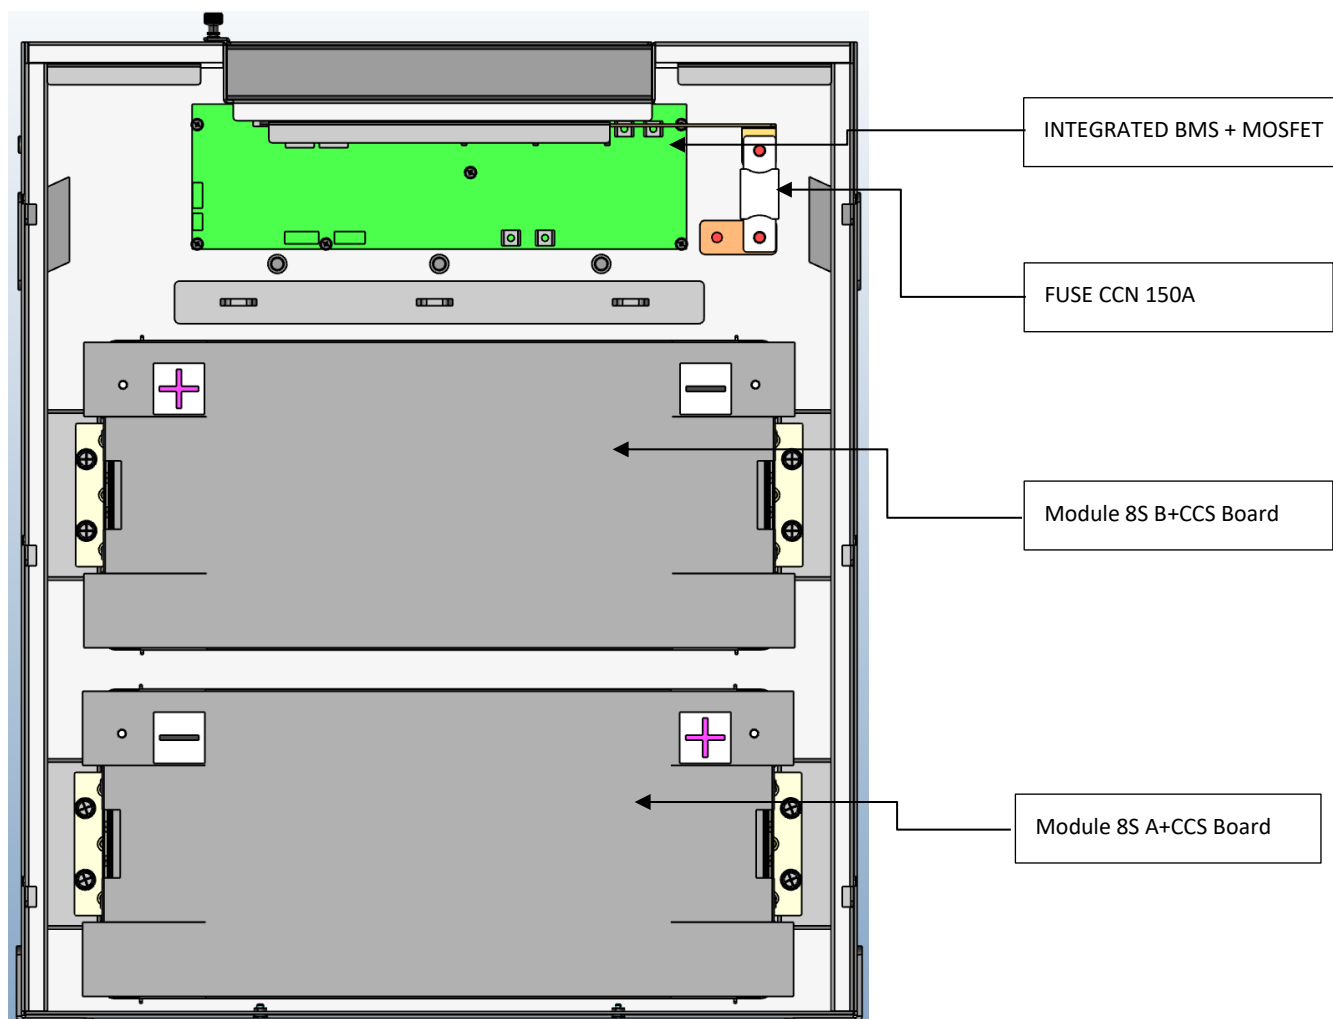 INTEGRATED BMS + MOSFET
FUSE CCN 150A
Module 8S B+CCS Board
Module 8S A+CCS Board